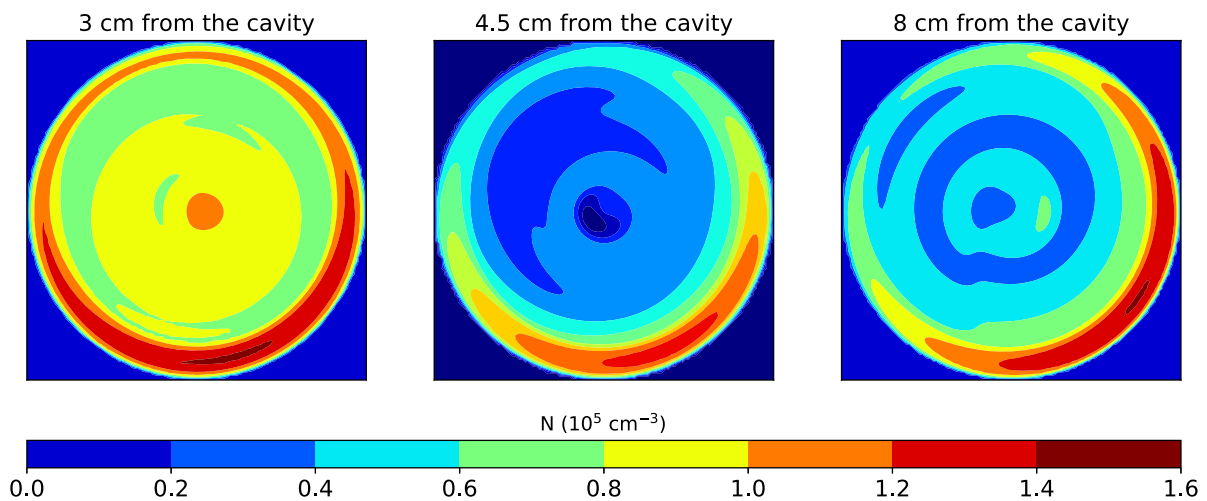 3 cm from the cavity 4.5 cm from the cavity 8 cm from the cavity
N (10⁵ cm⁻³)
0.0 0.2 0.4 0.6 0.8 1.0 1.2 1.4 1.6